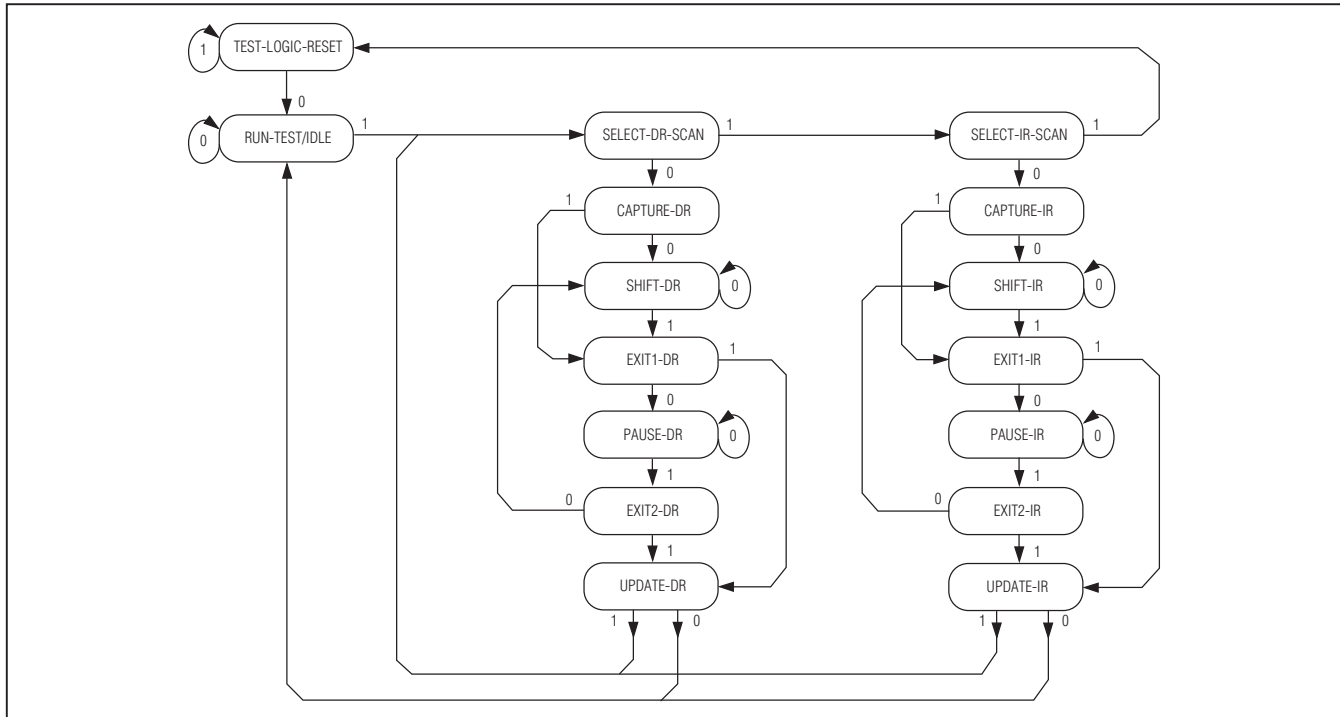 TEST-LOGIC-RESET
1
0
RUN-TEST/IDLE
0
1
SELECT-DR-SCAN
1
0
CAPTURE-DR
1
0
SHIFT-DR
0
1
EXIT1-DR
1
0
PAUSE-DR
0
1
EXIT2-DR
0
1
UPDATE-DR
1
0
SELECT-IR-SCAN
1
0
CAPTURE-IR
1
0
SHIFT-IR
0
1
EXIT1-IR
1
0
PAUSE-IR
0
1
EXIT2-IR
0
1
UPDATE-IR
1
0